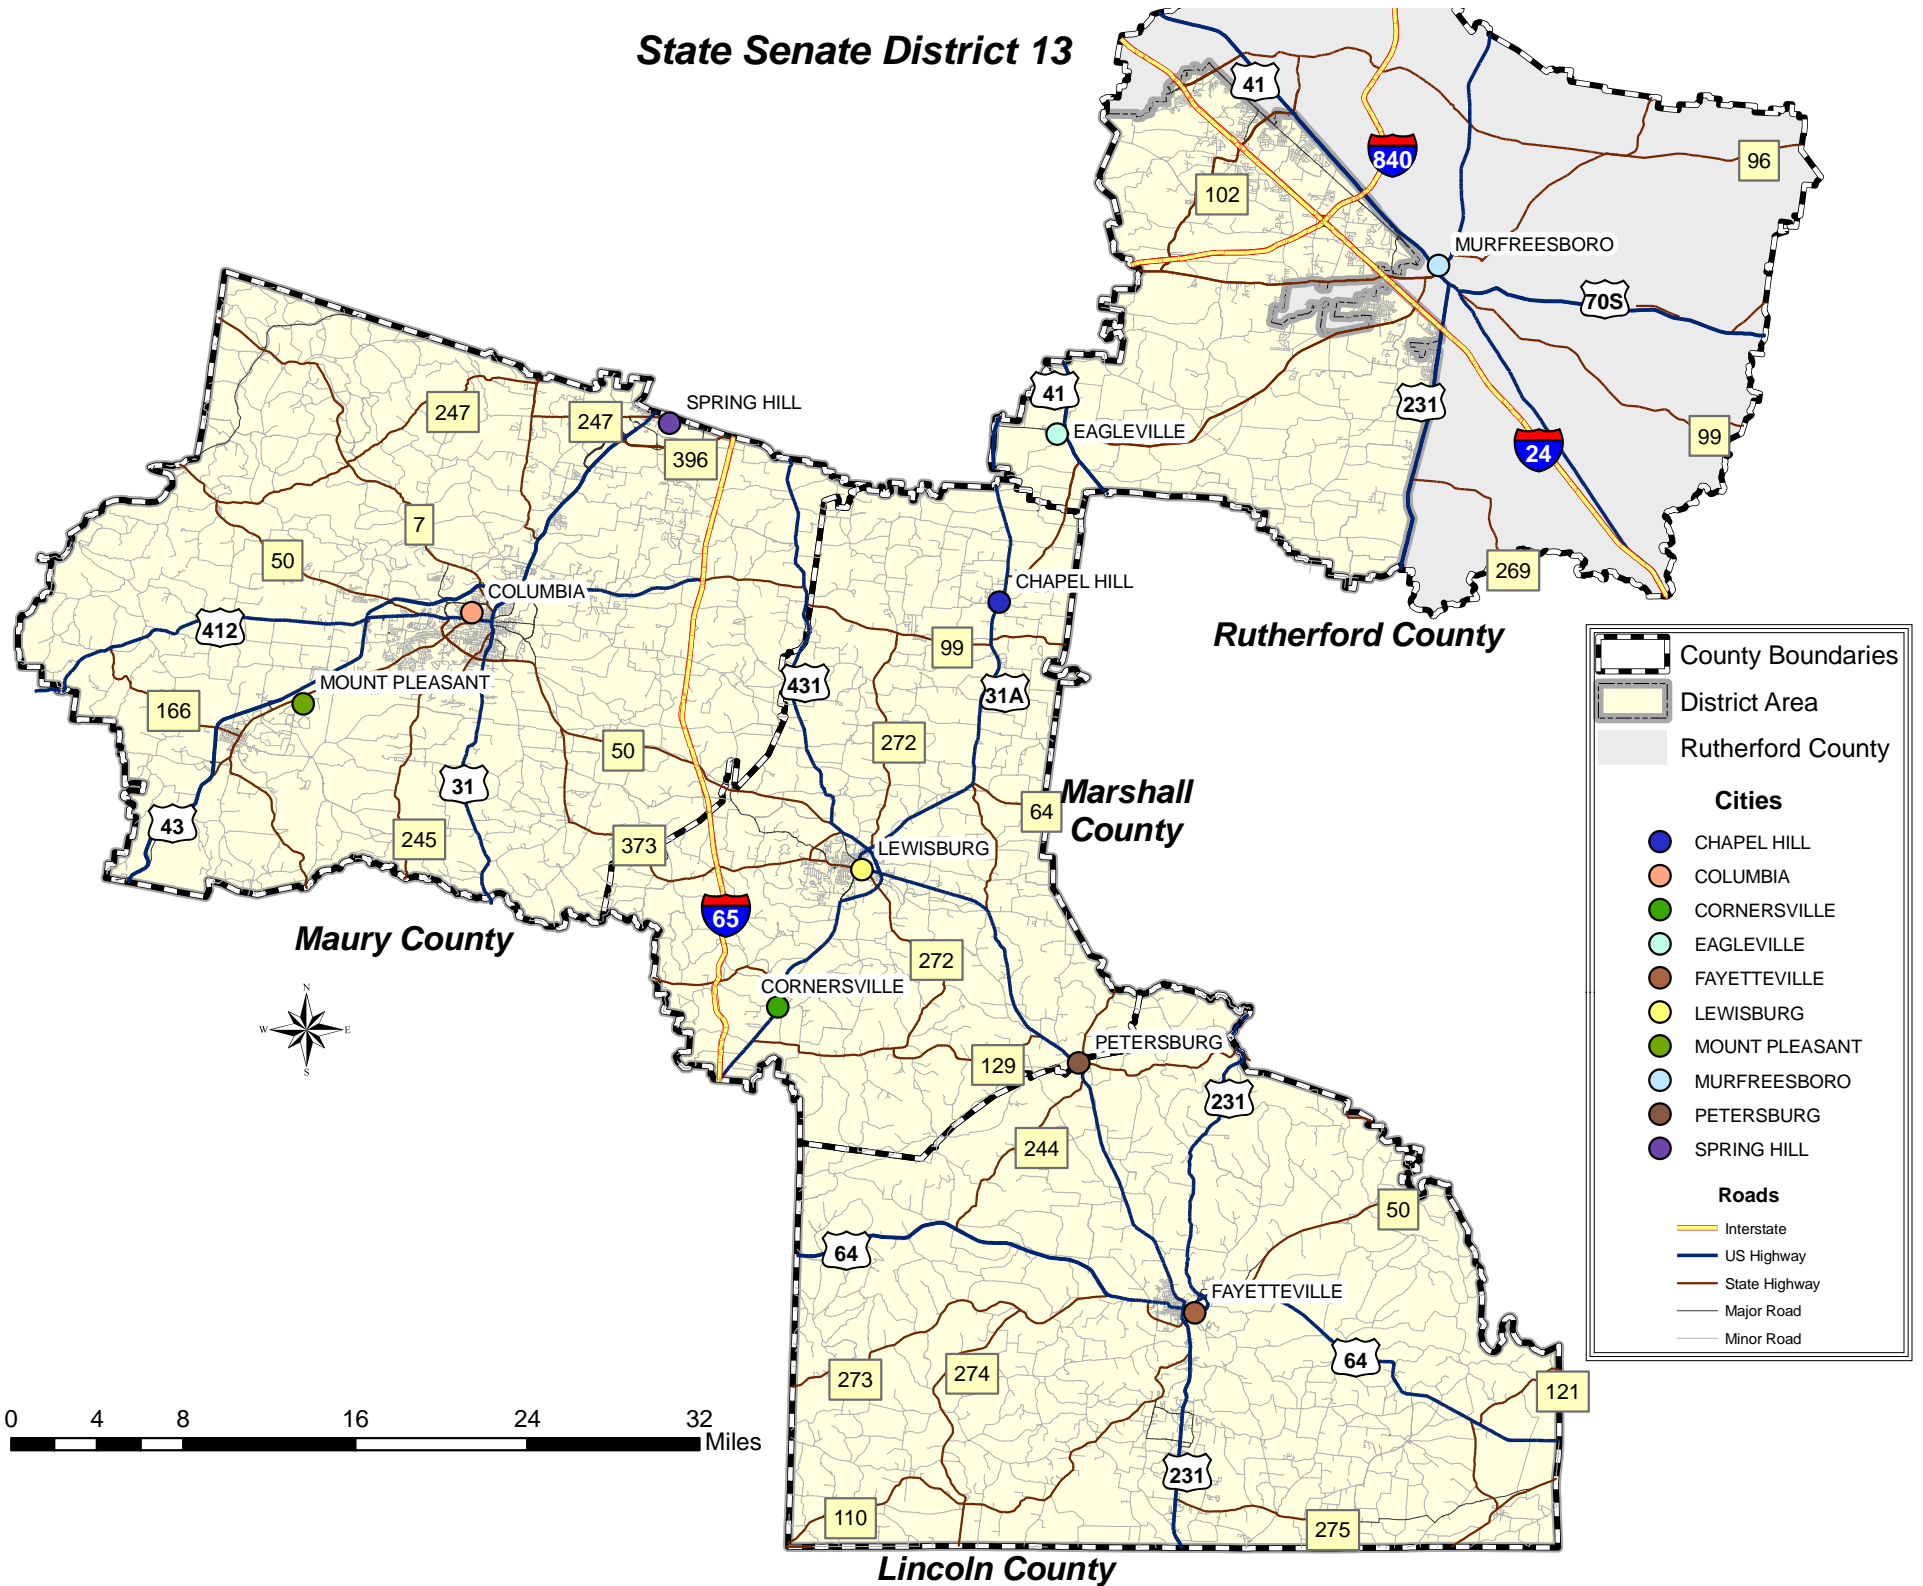 State Senate District 13
41
840
96
102
MURFREESBORO
70S
41
231
EAGLEVILLE
99
24
269
Rutherford County
247
247
SPRING HILL
396
7
50
COLUMBIA
412
CHAPEL HILL
99
MOUNT PLEASANT
431
31A
166
50
272
31
Marshall
County
64
43
245
373
LEWISBURG
65
Maury County
272
CORNERSVILLE
N
W
E
S
PETERSBURG
129
231
244
50
64
FAYETTEVILLE
64
273
274
121
231
110
275
Lincoln County
0
4
8
16
24
32
Miles
County Boundaries
District Area
Rutherford County
Cities
CHAPEL HILL
COLUMBIA
CORNERSVILLE
EAGLEVILLE
FAYETTEVILLE
LEWISBURG
MOUNT PLEASANT
MURFREESBORO
PETERSBURG
SPRING HILL
Roads
Interstate
US Highway
State Highway
Major Road
Minor Road